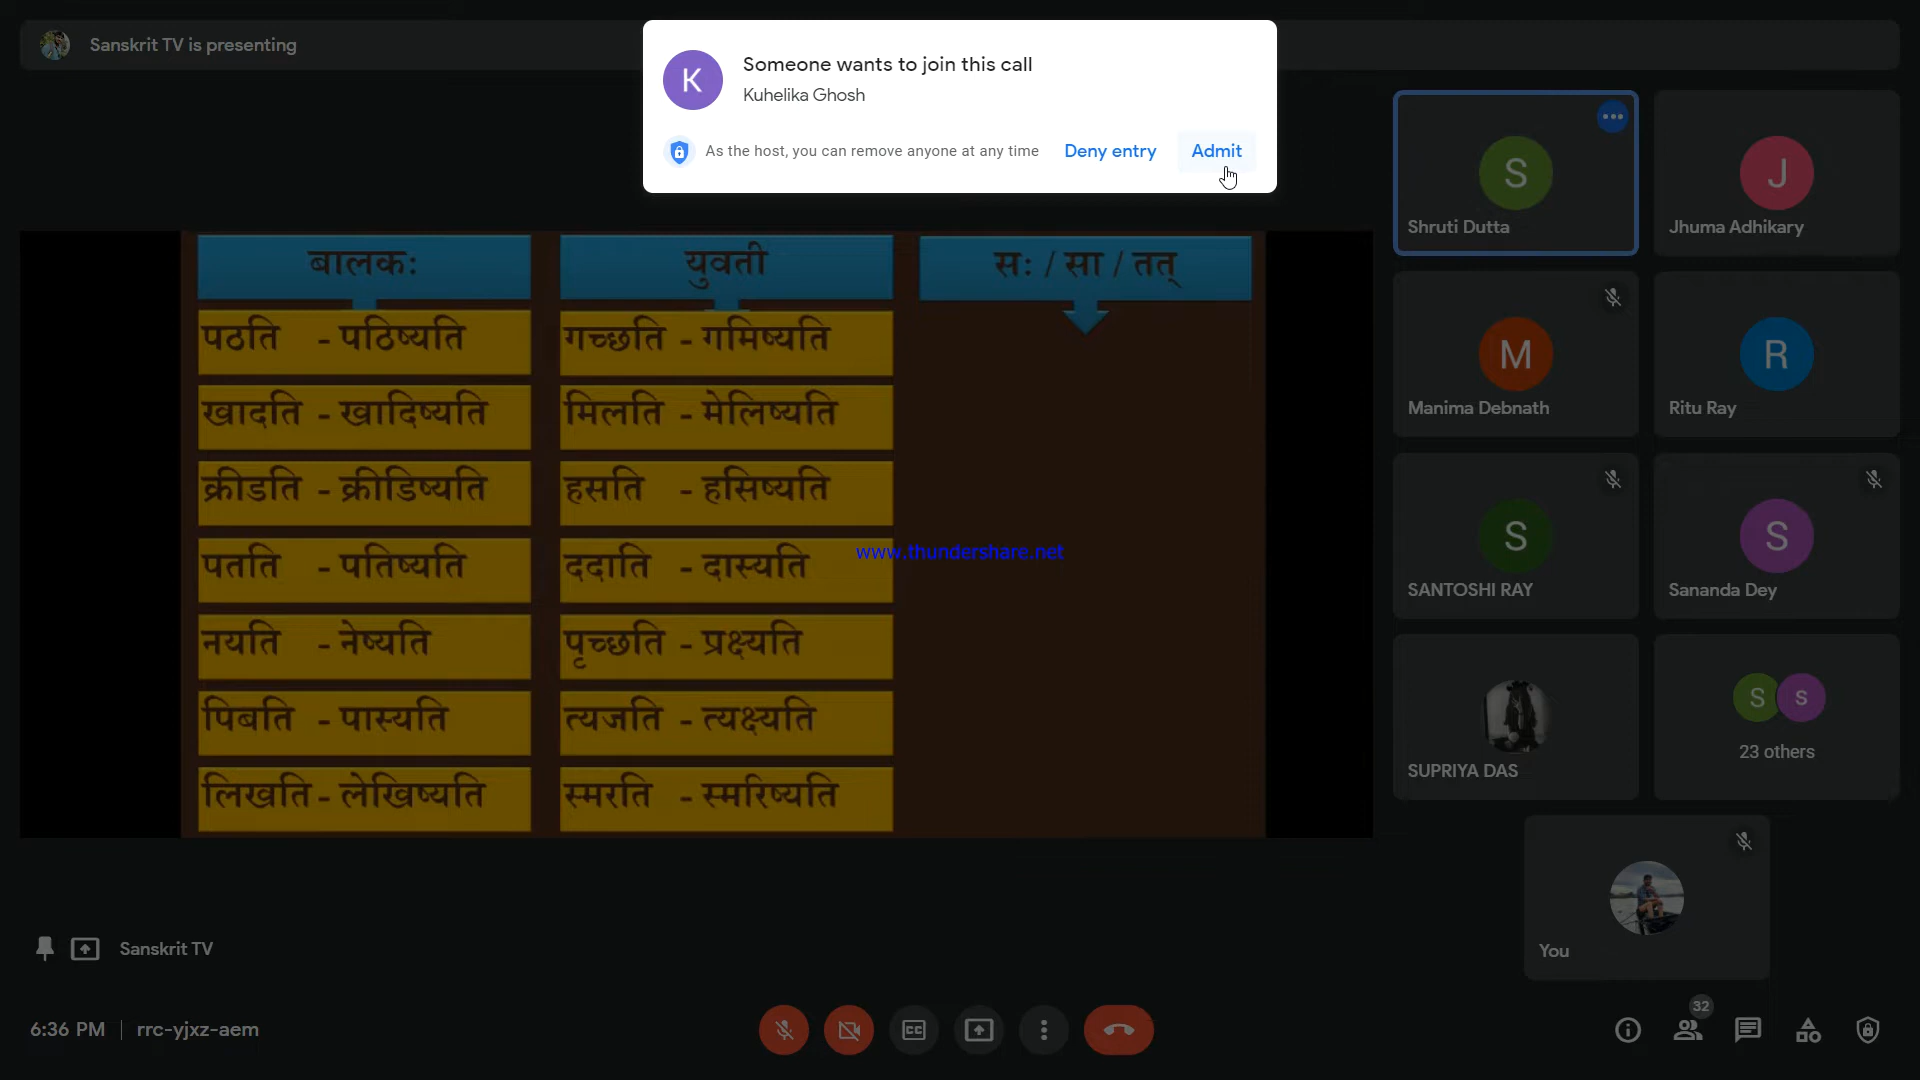 Sanskrit TV is presenting
K
Someone wants to join this call
Kuhelika Ghosh
As the host, you can remove anyone at any time
Deny entry
Admit
बालकः
युवती
सः / सा / तत्
पठति - पठिष्यति
गच्छति - गमिष्यति
खादति - खादिष्यति
मिलति - मेलिष्यति
क्रीडति - क्रीडिष्यति
हसति - हसिष्यति
पतति - पतिष्यति
ददाति - दास्यति
नयति - नेष्यति
पृच्छति - प्रक्ष्यति
पिबति - पास्यति
त्यजति - त्यक्ष्यति
लिखति - लेखिष्यति
स्मरति - स्मरिष्यति
www.thundershare.net
S
Shruti Dutta
J
Jhuma Adhikary
M
Manima Debnath
R
Ritu Ray
S
SANTOSHI RAY
S
Sananda Dey
SUPRIYA DAS
S
s
23 others
You
Sanskrit TV
6:36 PM | rrc-yjxz-aem
CC
32